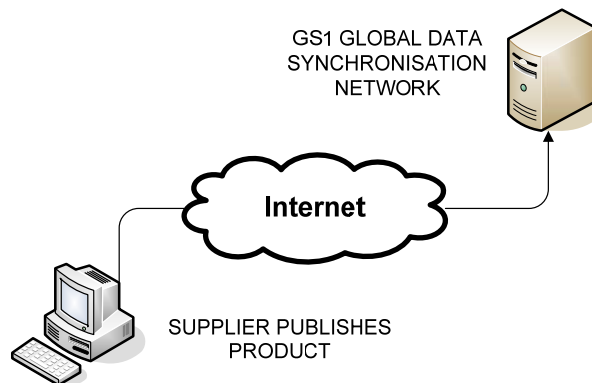 GS1 GLOBAL DATA
SYNCHRONISATION
NETWORK
Internet
SUPPLIER PUBLISHES
PRODUCT